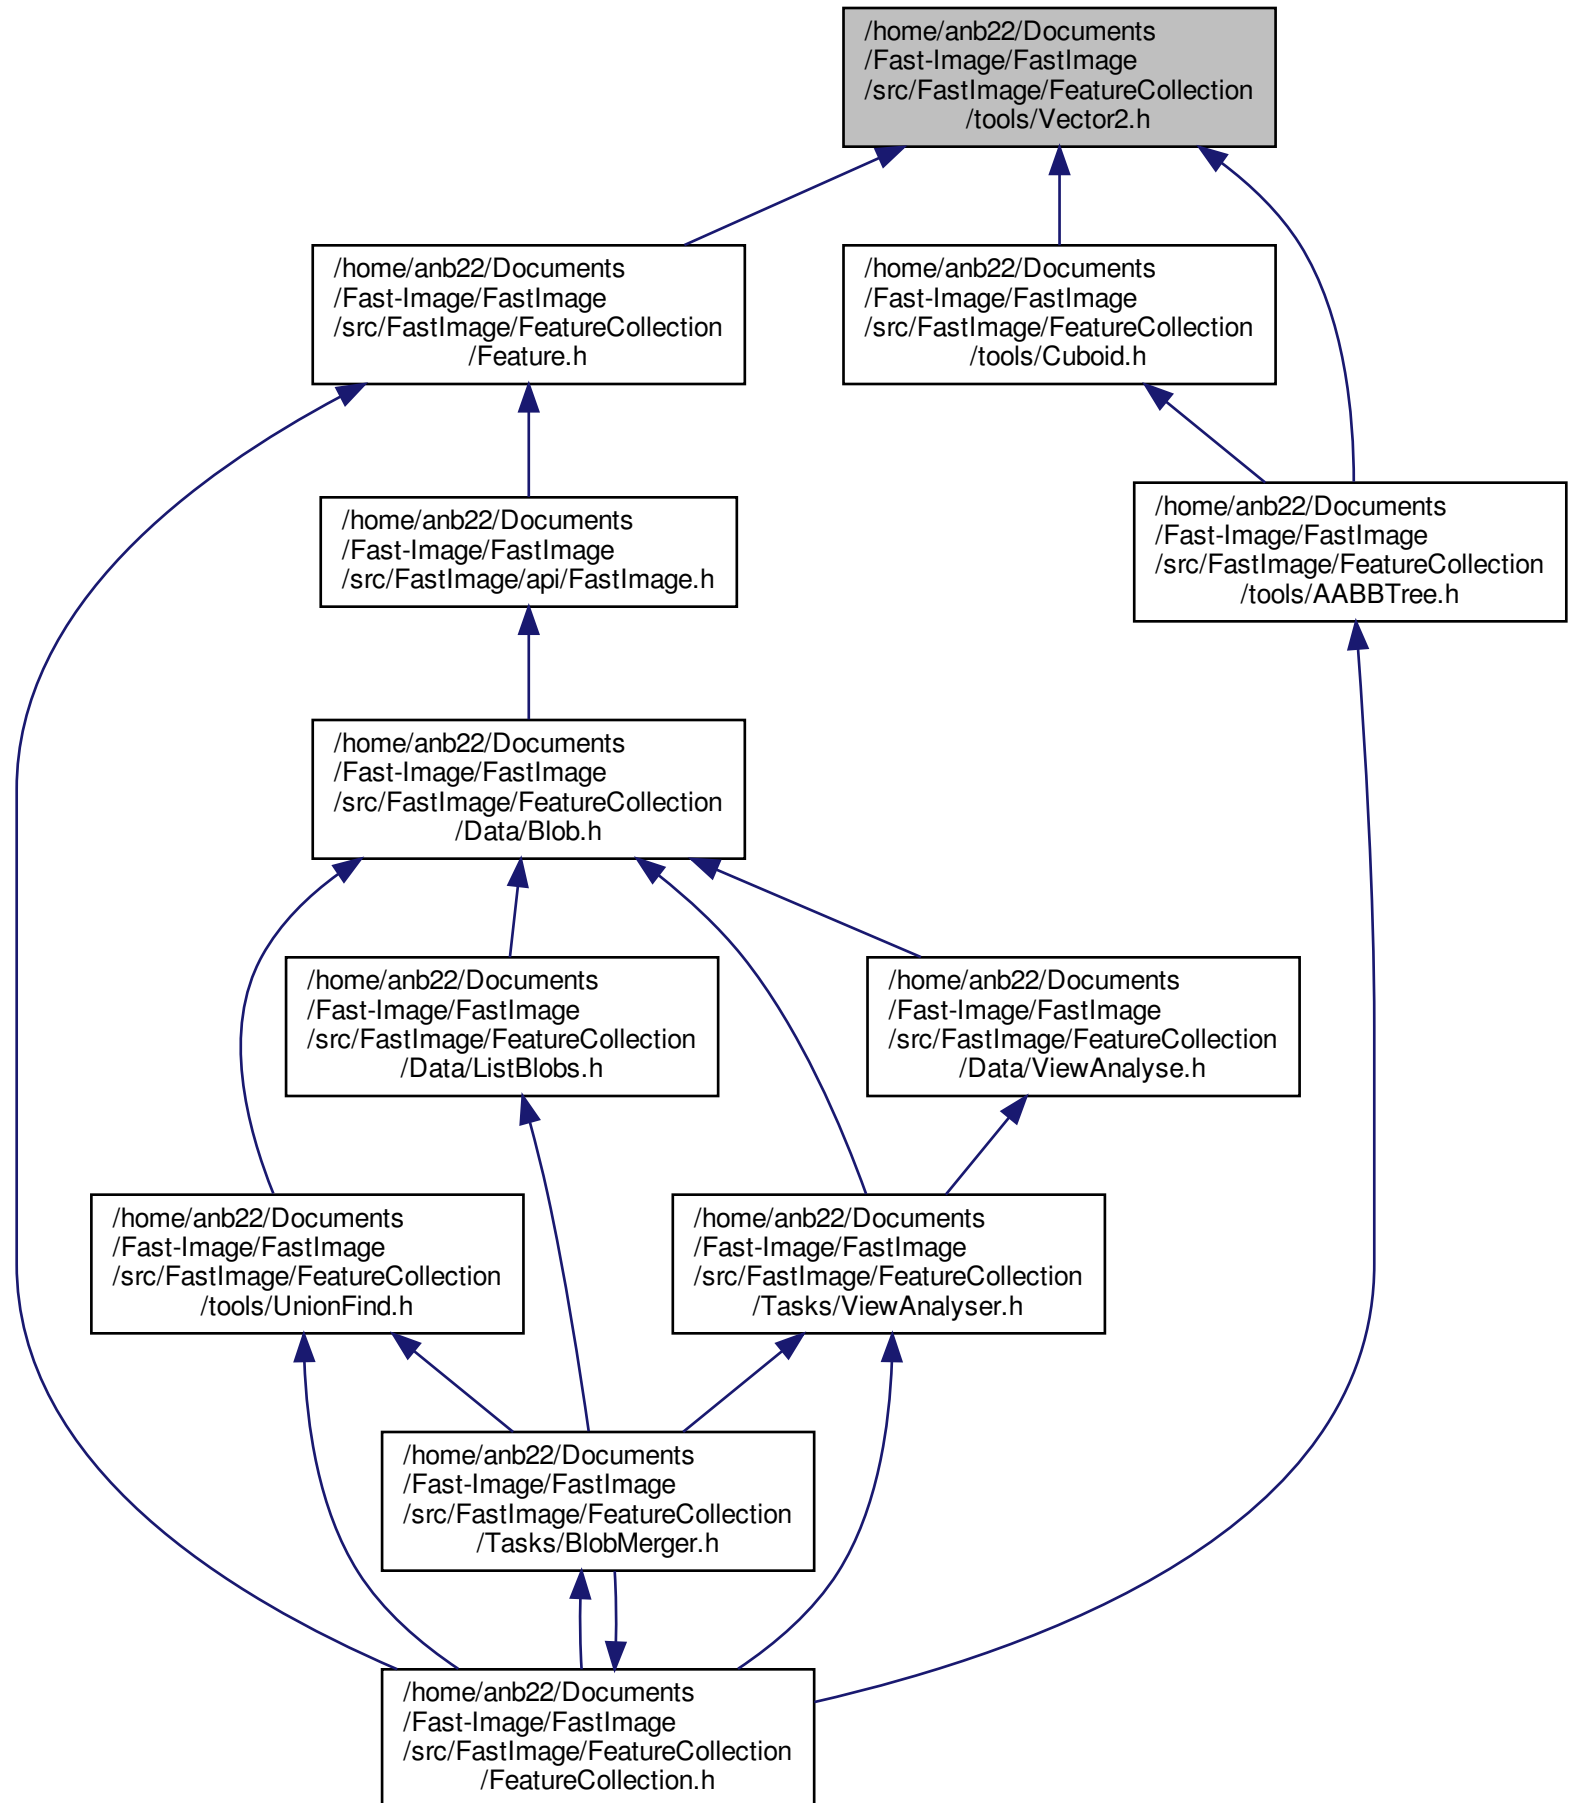 /home/anb22/Documents
/Fast-Image/FastImage
/src/FastImage/FeatureCollection
/tools/Vector2.h
/home/anb22/Documents
/Fast-Image/FastImage
/src/FastImage/FeatureCollection
/Feature.h
/home/anb22/Documents
/Fast-Image/FastImage
/src/FastImage/FeatureCollection
/tools/Cuboid.h
/home/anb22/Documents
/Fast-Image/FastImage
/src/FastImage/FeatureCollection
/tools/AABBTree.h
/home/anb22/Documents
/Fast-Image/FastImage
/src/FastImage/api/FastImage.h
/home/anb22/Documents
/Fast-Image/FastImage
/src/FastImage/FeatureCollection
/Data/Blob.h
/home/anb22/Documents
/Fast-Image/FastImage
/src/FastImage/FeatureCollection
/Data/ListBlobs.h
/home/anb22/Documents
/Fast-Image/FastImage
/src/FastImage/FeatureCollection
/Data/ViewAnalyse.h
/home/anb22/Documents
/Fast-Image/FastImage
/src/FastImage/FeatureCollection
/tools/UnionFind.h
/home/anb22/Documents
/Fast-Image/FastImage
/src/FastImage/FeatureCollection
/Tasks/ViewAnalyser.h
/home/anb22/Documents
/Fast-Image/FastImage
/src/FastImage/FeatureCollection
/Tasks/BlobMerger.h
/home/anb22/Documents
/Fast-Image/FastImage
/src/FastImage/FeatureCollection
/FeatureCollection.h